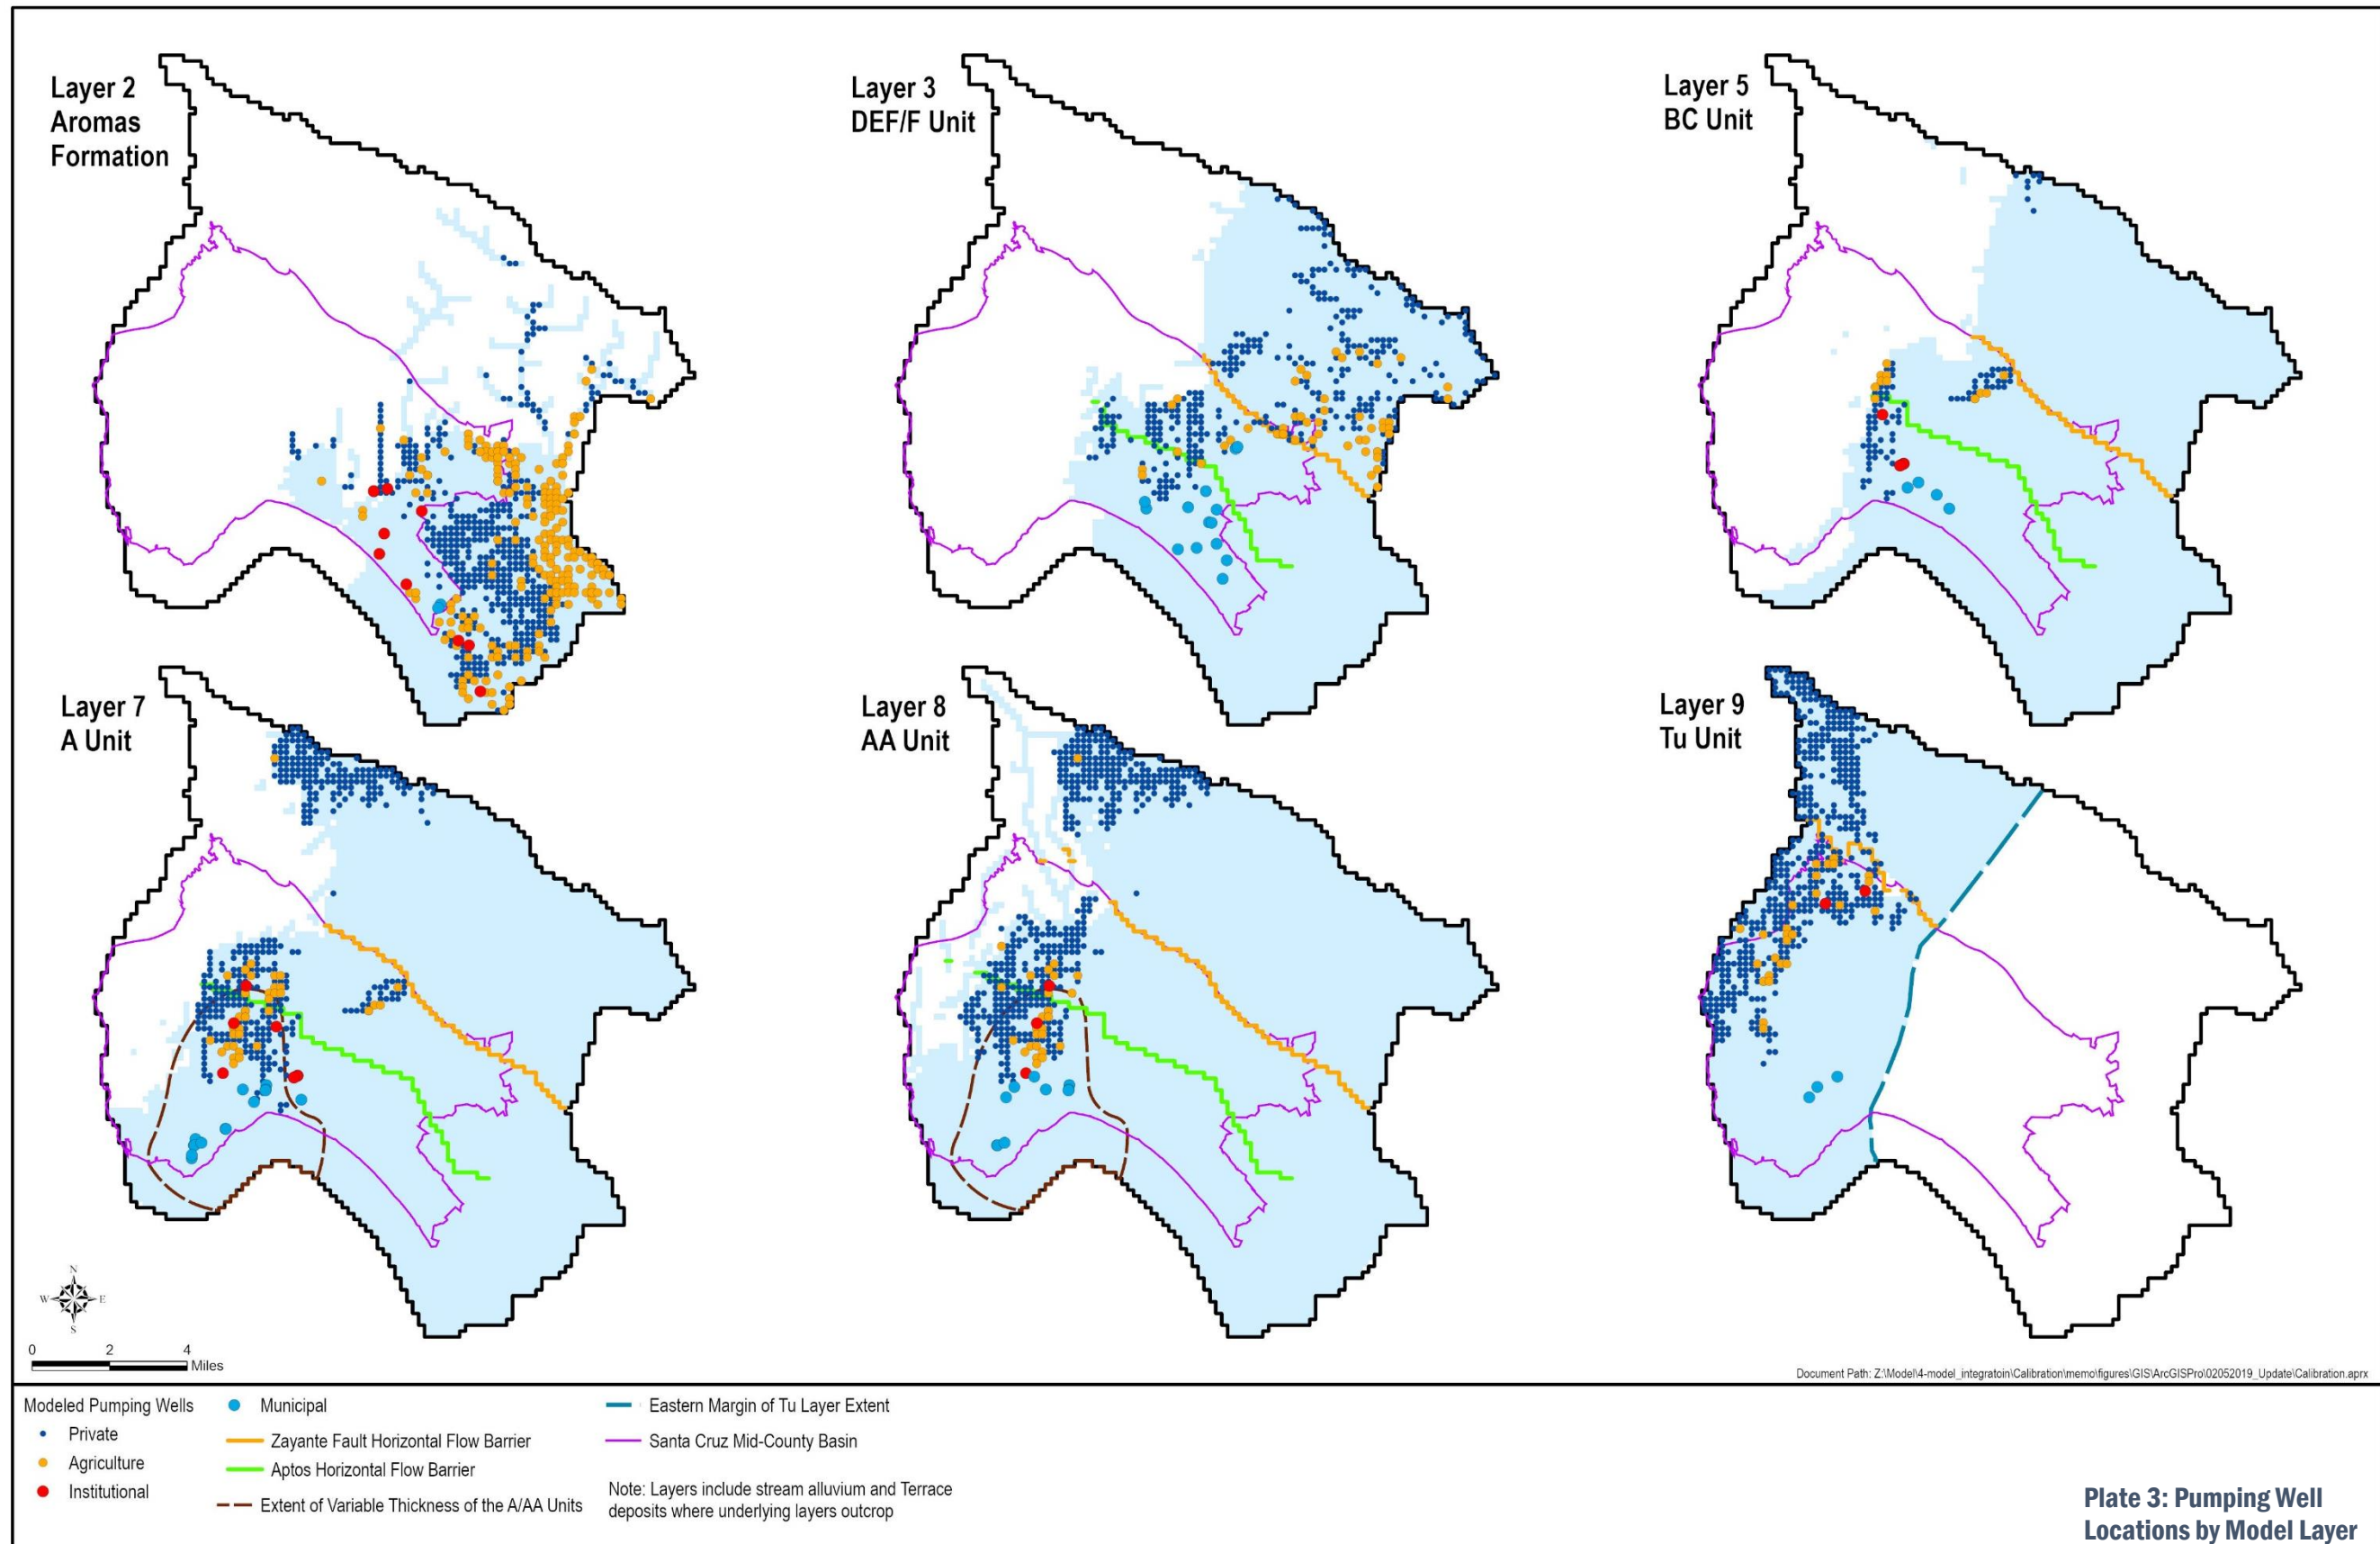 Layer 2
Aromas
Formation
Layer 3
DEF/F Unit
Layer 5
BC Unit
Layer 7
A Unit
Layer 8
AA Unit
Layer 9
Tu Unit
N
W
E
S
0 2 4
Miles
Document Path: Z:\Model\4-model_integratoin\Calibration\memo\figures\GIS\ArcGISPro\02052019_Update\Calibration.aprx
Modeled Pumping Wells
Private
Agriculture
Institutional
Municipal
Zayante Fault Horizontal Flow Barrier
Aptos Horizontal Flow Barrier
Extent of Variable Thickness of the A/AA Units
Eastern Margin of Tu Layer Extent
Santa Cruz Mid-County Basin
Note: Layers include stream alluvium and Terrace
deposits where underlying layers outcrop
Plate 3: Pumping Well
Locations by Model Layer